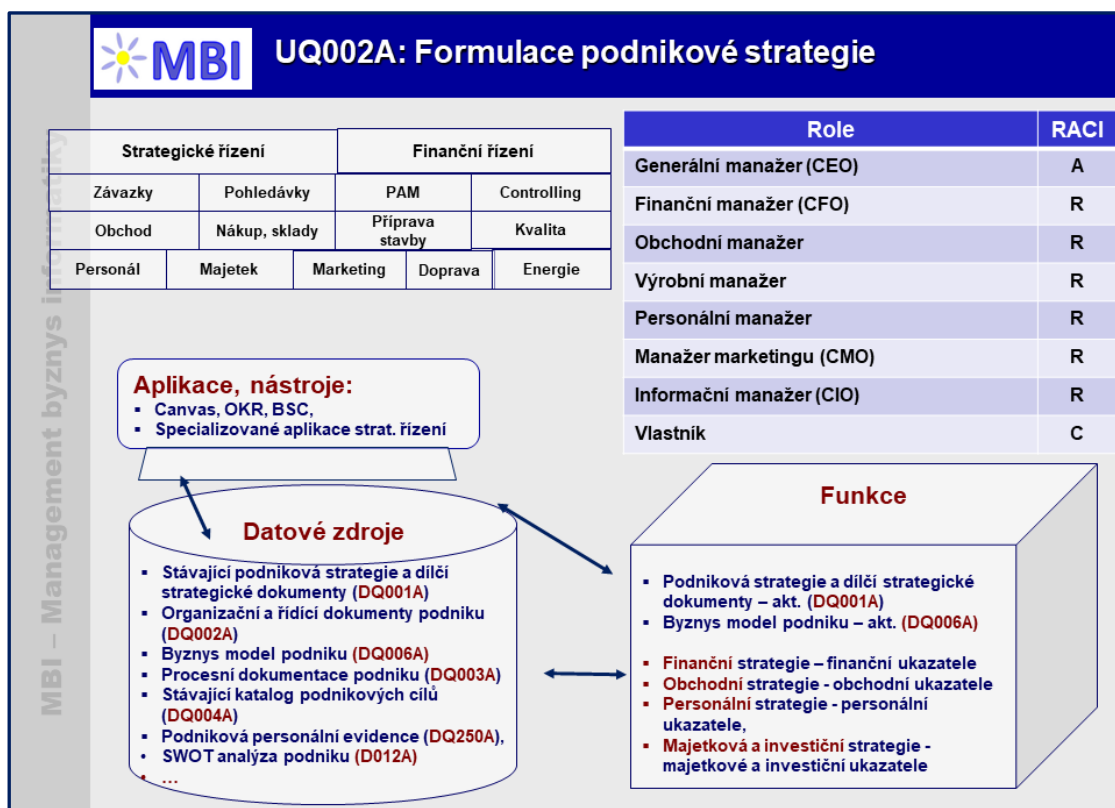 MBI
UQ002A: Formulace podnikové strategie
MBI – Management byznys informatiky
Strategické řízení
Finanční řízení
Závazky
Pohledávky
PAM
Controlling
Obchod
Nákup, sklady
Příprava
stavby
Kvalita
Personál
Majetek
Marketing
Doprava
Energie
Role RACI
Generální manažer (CEO) A
Finanční manažer (CFO) R
Obchodní manažer R
Výrobní manažer R
Personální manažer R
Manažer marketingu (CMO) R
Informační manažer (CIO) R
Vlastník C
Aplikace, nástroje:
▪ Canvas, OKR, BSC,
▪ Specializované aplikace strat. řízení
Datové zdroje
▪ Stávající podniková strategie a dílčí
strategické dokumenty (DQ001A)
▪ Organizační a řídící dokumenty podniku
(DQ002A)
▪ Byznys model podniku (DQ006A)
▪ Procesní dokumentace podniku (DQ003A)
▪ Stávající katalog podnikových cílů
(DQ004A)
▪ Podniková personální evidence (DQ250A),
• SWOT analýza podniku (D012A)
• …
Funkce
▪ Podniková strategie a dílčí strategické
dokumenty – akt. (DQ001A)
▪ Byznys model podniku – akt. (DQ006A)
▪ Finanční strategie – finanční ukazatele
▪ Obchodní strategie - obchodní ukazatele
▪ Personální strategie - personální
ukazatele,
▪ Majetková a investiční strategie -
majetkové a investiční ukazatele